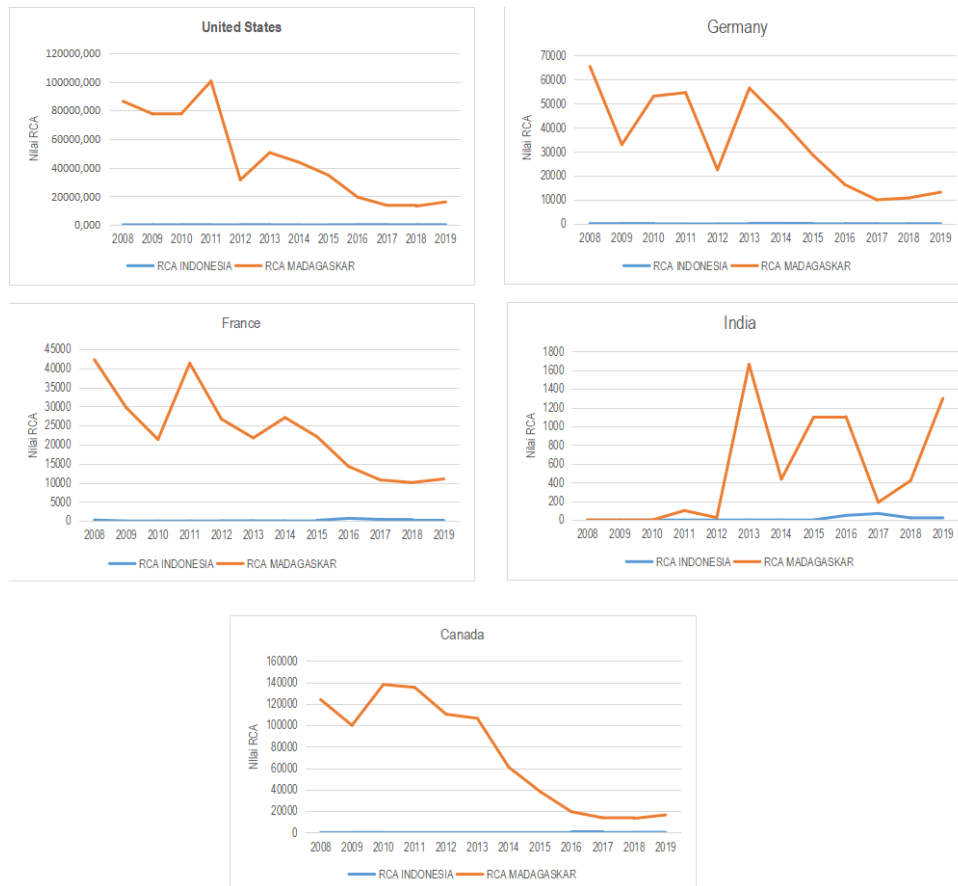 United States
120000,000
100000,000
80000,000
60000,000
40000,000
20000,000
0,000
Nilai RCA
2008 2009 2010 2011 2012 2013 2014 2015 2016 2017 2018 2019
RCA INDONESIA RCA MADAGASKAR
Germany
70000
60000
50000
40000
30000
20000
10000
0
Nilai RCA
2008 2009 2010 2011 2012 2013 2014 2015 2016 2017 2018 2019
RCA INDONESIA RCA MADAGASKAR
France
45000
40000
35000
30000
25000
20000
15000
10000
5000
0
Nilai RCA
2008 2009 2010 2011 2012 2013 2014 2015 2016 2017 2018 2019
RCA INDONESIA RCA MADAGASKAR
India
1800
1600
1400
1200
1000
800
600
400
200
0
Nilai RCA
2008 2009 2010 2011 2012 2013 2014 2015 2016 2017 2018 2019
RCA INDONESIA RCA MADAGASKAR
Canada
160000
140000
120000
100000
80000
60000
40000
20000
0
NIlai RCA
2008 2009 2010 2011 2012 2013 2014 2015 2016 2017 2018 2019
RCA INDONESIA RCA MADAGASKAR